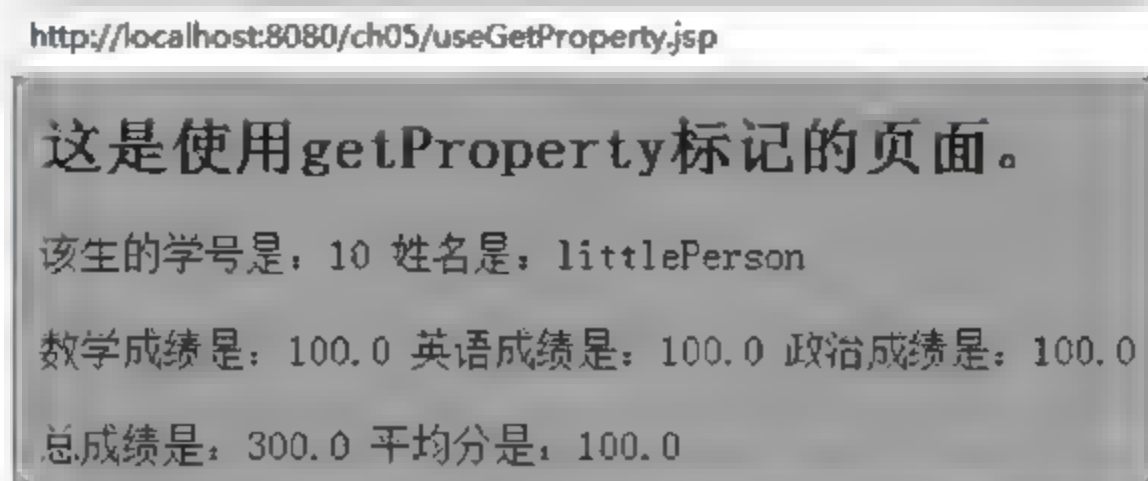 http://localhost:8080/ch05/useGetProperty.jsp
这是使用getProperty标记的页面。
该生的学号是：10 姓名是：littlePerson
数学成绩是：100.0 英语成绩是：100.0 政治成绩是：100.0
总成绩是：300.0 平均分是：100.0